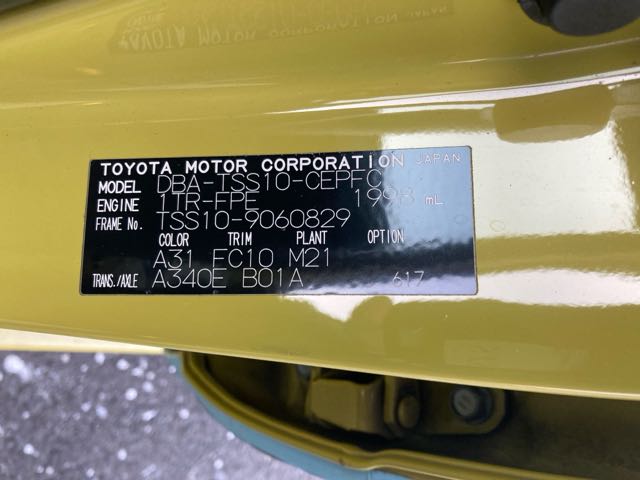 TOYOTA MOTOR CORPORATION JAPAN
MODEL DBA-TSS10-CEPFC
ENGINE 1TR-FPE 1998 mL
FRAME No. TSS10-9060829
COLOR TRIM PLANT OPTION
A31 FC10 M21
TRANS./AXLE A340E B01A 617